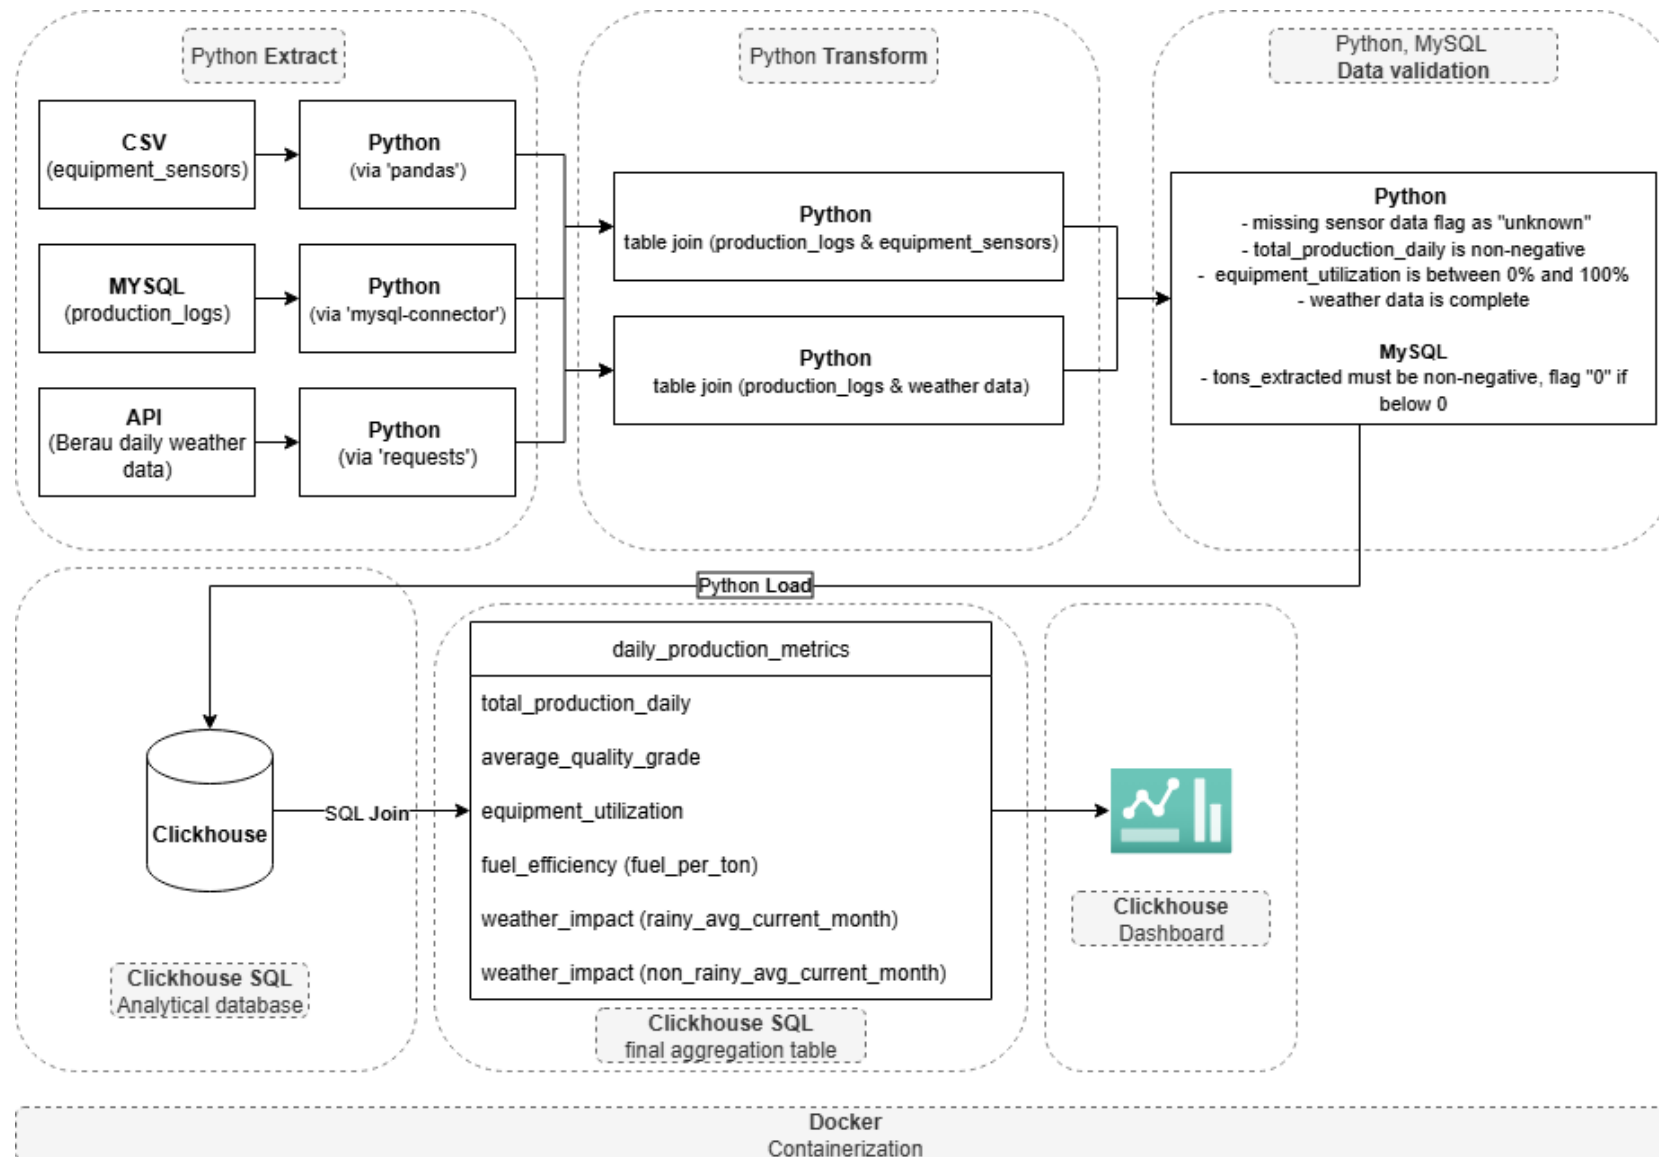 Python Extract
Python Transform
Python, MySQL
Data validation
CSV
(equipment_sensors)
Python
(via 'pandas')
MYSQL
(production_logs)
Python
(via 'mysql-connector')
API
(Berau daily weather
data)
Python
(via 'requests')
Python
table join (production_logs & equipment_sensors)
Python
table join (production_logs & weather data)
Python
- missing sensor data flag as "unknown"
- total_production_daily is non-negative
- equipment_utilization is between 0% and 100%
- weather data is complete
MySQL
- tons_extracted must be non-negative, flag "0" if
below 0
Python Load
Clickhouse
SQL Join
Clickhouse SQL
Analytical database
daily_production_metrics
total_production_daily
average_quality_grade
equipment_utilization
fuel_efficiency (fuel_per_ton)
weather_impact (rainy_avg_current_month)
weather_impact (non_rainy_avg_current_month)
Clickhouse SQL
final aggregation table
Clickhouse
Dashboard
Docker
Containerization